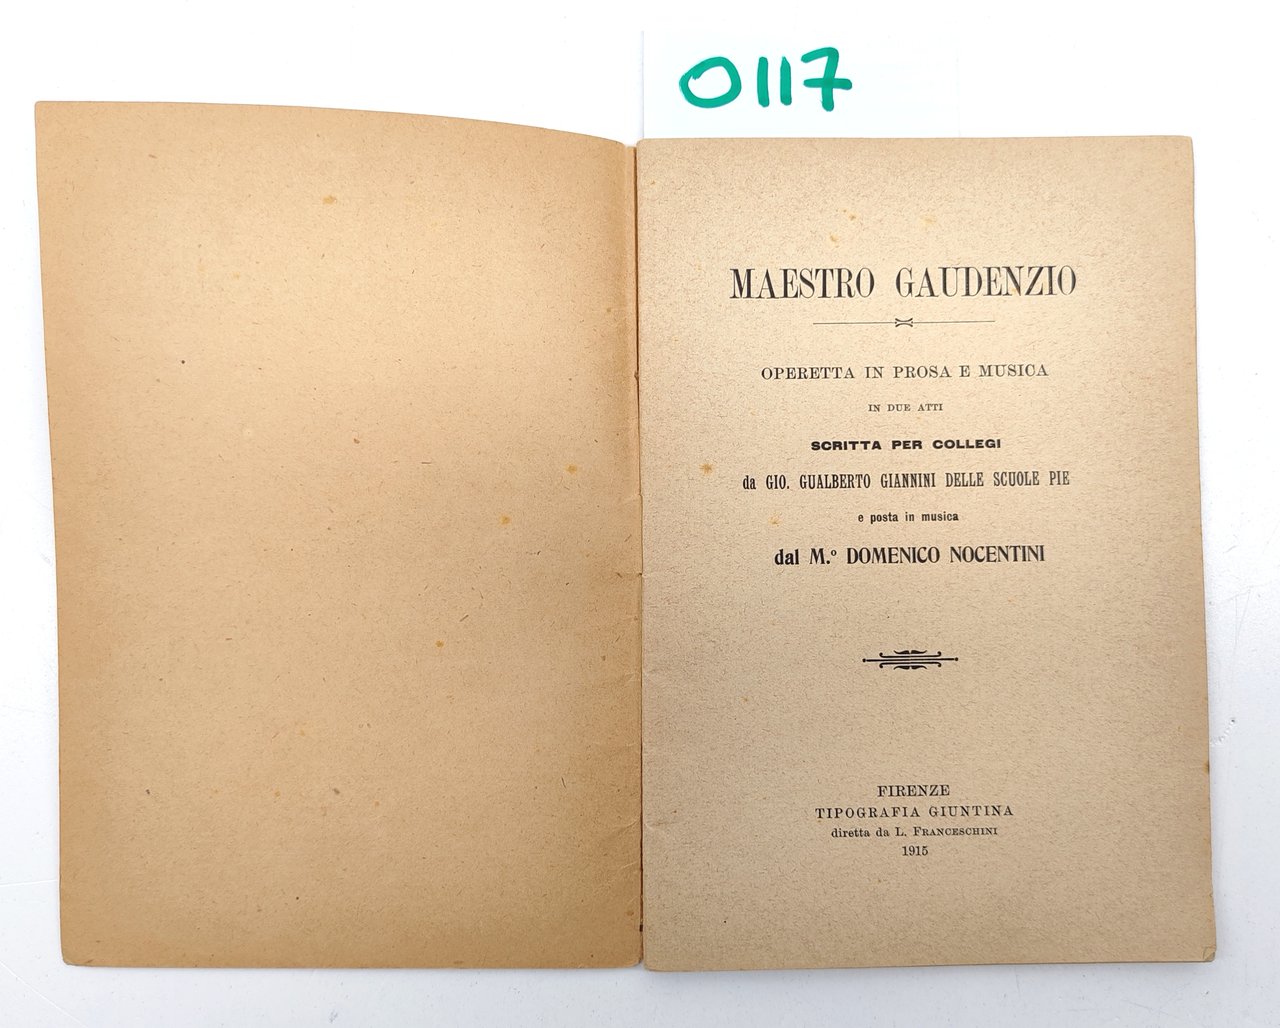 0117
MAESTRO GAUDENZIO
OPERETTA IN PROSA E MUSICA
IN DUE ATTI
SCRITTA PER COLLEGI
da GIO. GUALBERTO GIANNINI DELLE SCUOLE PIE
e posta in musica
dal M.º DOMENICO NOCENTINI
FIRENZE
TIPOGRAFIA GIUNTINA
diretta da L. FRANCESCHINI
1915